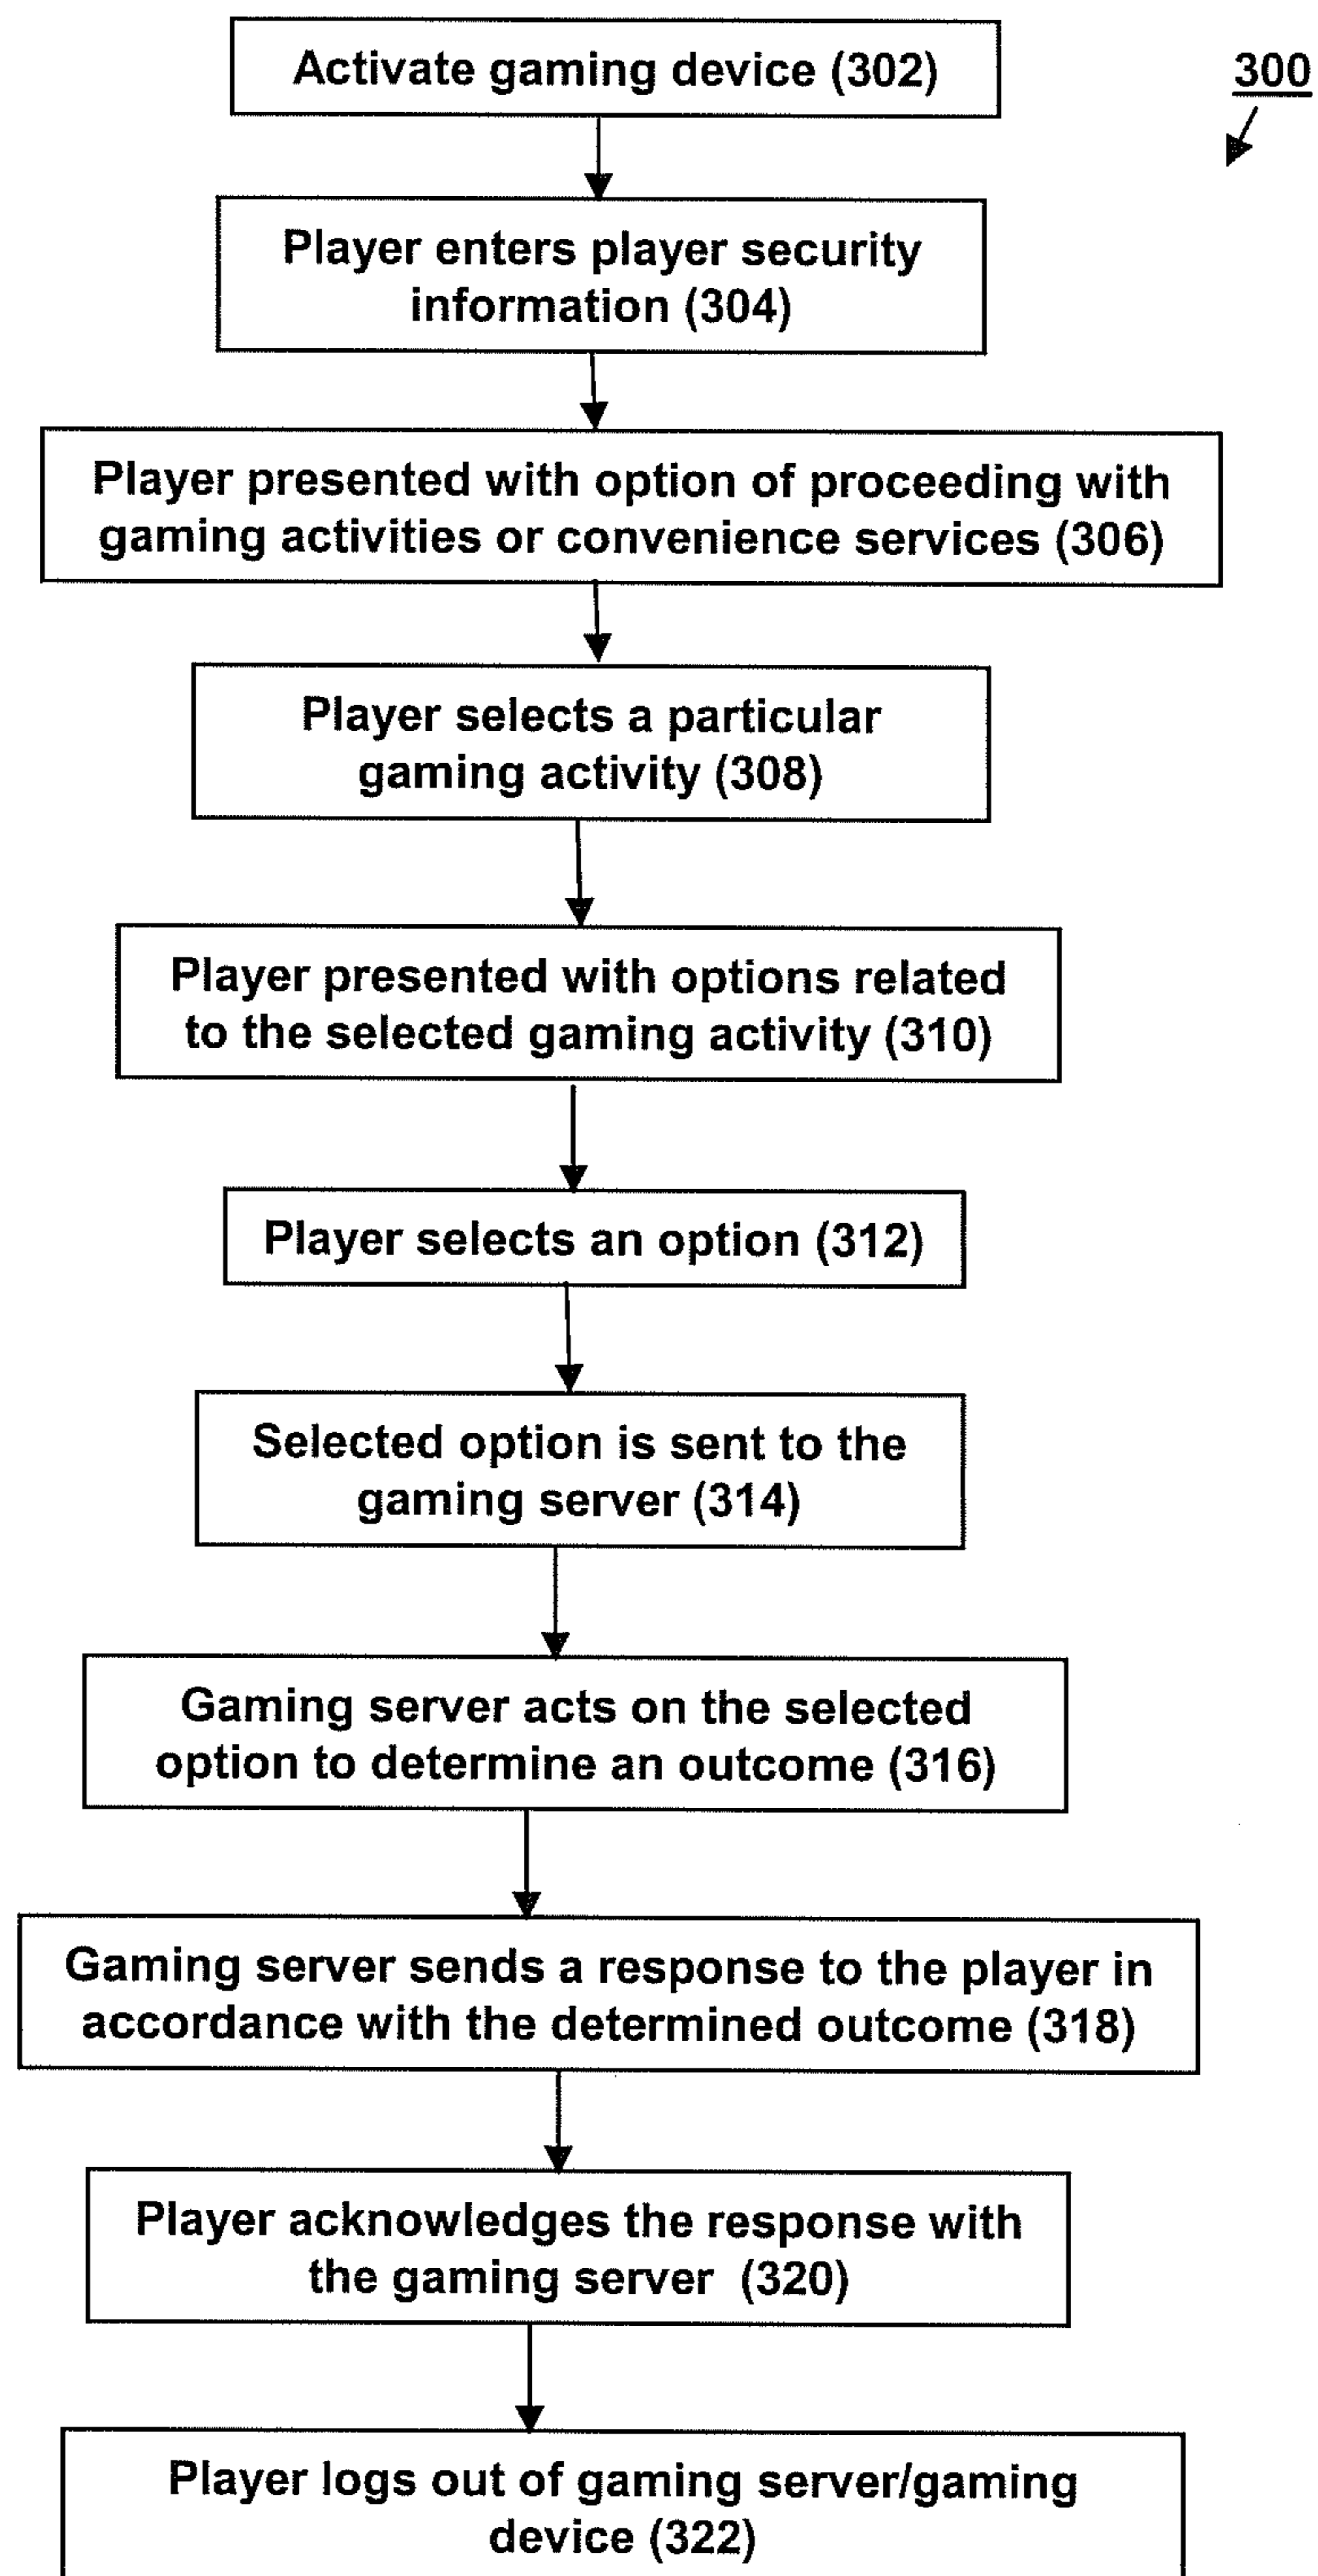 Activate gaming device (302)
300
Player enters player security
information (304)
Player presented with option of proceeding with
gaming activities or convenience services (306)
Player selects a particular
gaming activity (308)
Player presented with options related
to the selected gaming activity (310)
Player selects an option (312)
Selected option is sent to the
gaming server (314)
Gaming server acts on the selected
option to determine an outcome (316)
Gaming server sends a response to the player in
accordance with the determined outcome (318)
Player acknowledges the response with
the gaming server (320)
Player logs out of gaming server/gaming
device (322)